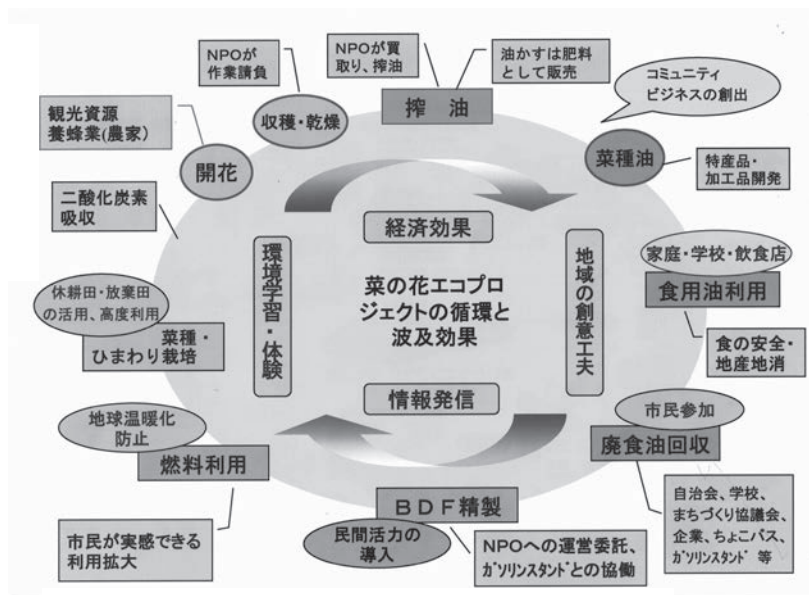 NPOが
作業請負
NPOが買
取り、搾油
油かすは肥料
として販売
コミュニティ
ビジネスの創出
観光資源
養蜂業(農家)
収穫・乾燥
搾 油
開花
菜種油
特産品・
加工品開発
二酸化炭素
吸収
経済効果
環境学習・体験
地域の創意工夫
菜の花エコプロ
ジェクトの循環と
波及効果
情報発信
家庭・学校・飲食店
食用油利用
食の安全・
地産地消
休耕田・放棄田
の活用、高度利用
菜種・
ひまわり栽培
地球温暖化
防止
燃料利用
市民が実感できる
利用拡大
市民参加
廃食油回収
自治会、学校、
まちづくり協議会、
企業、ちょこバス、
ガソリンスタンド 等
BDF精製
民間活力の
導入
NPOへの運営委託、
ガソリンスタンドとの協働